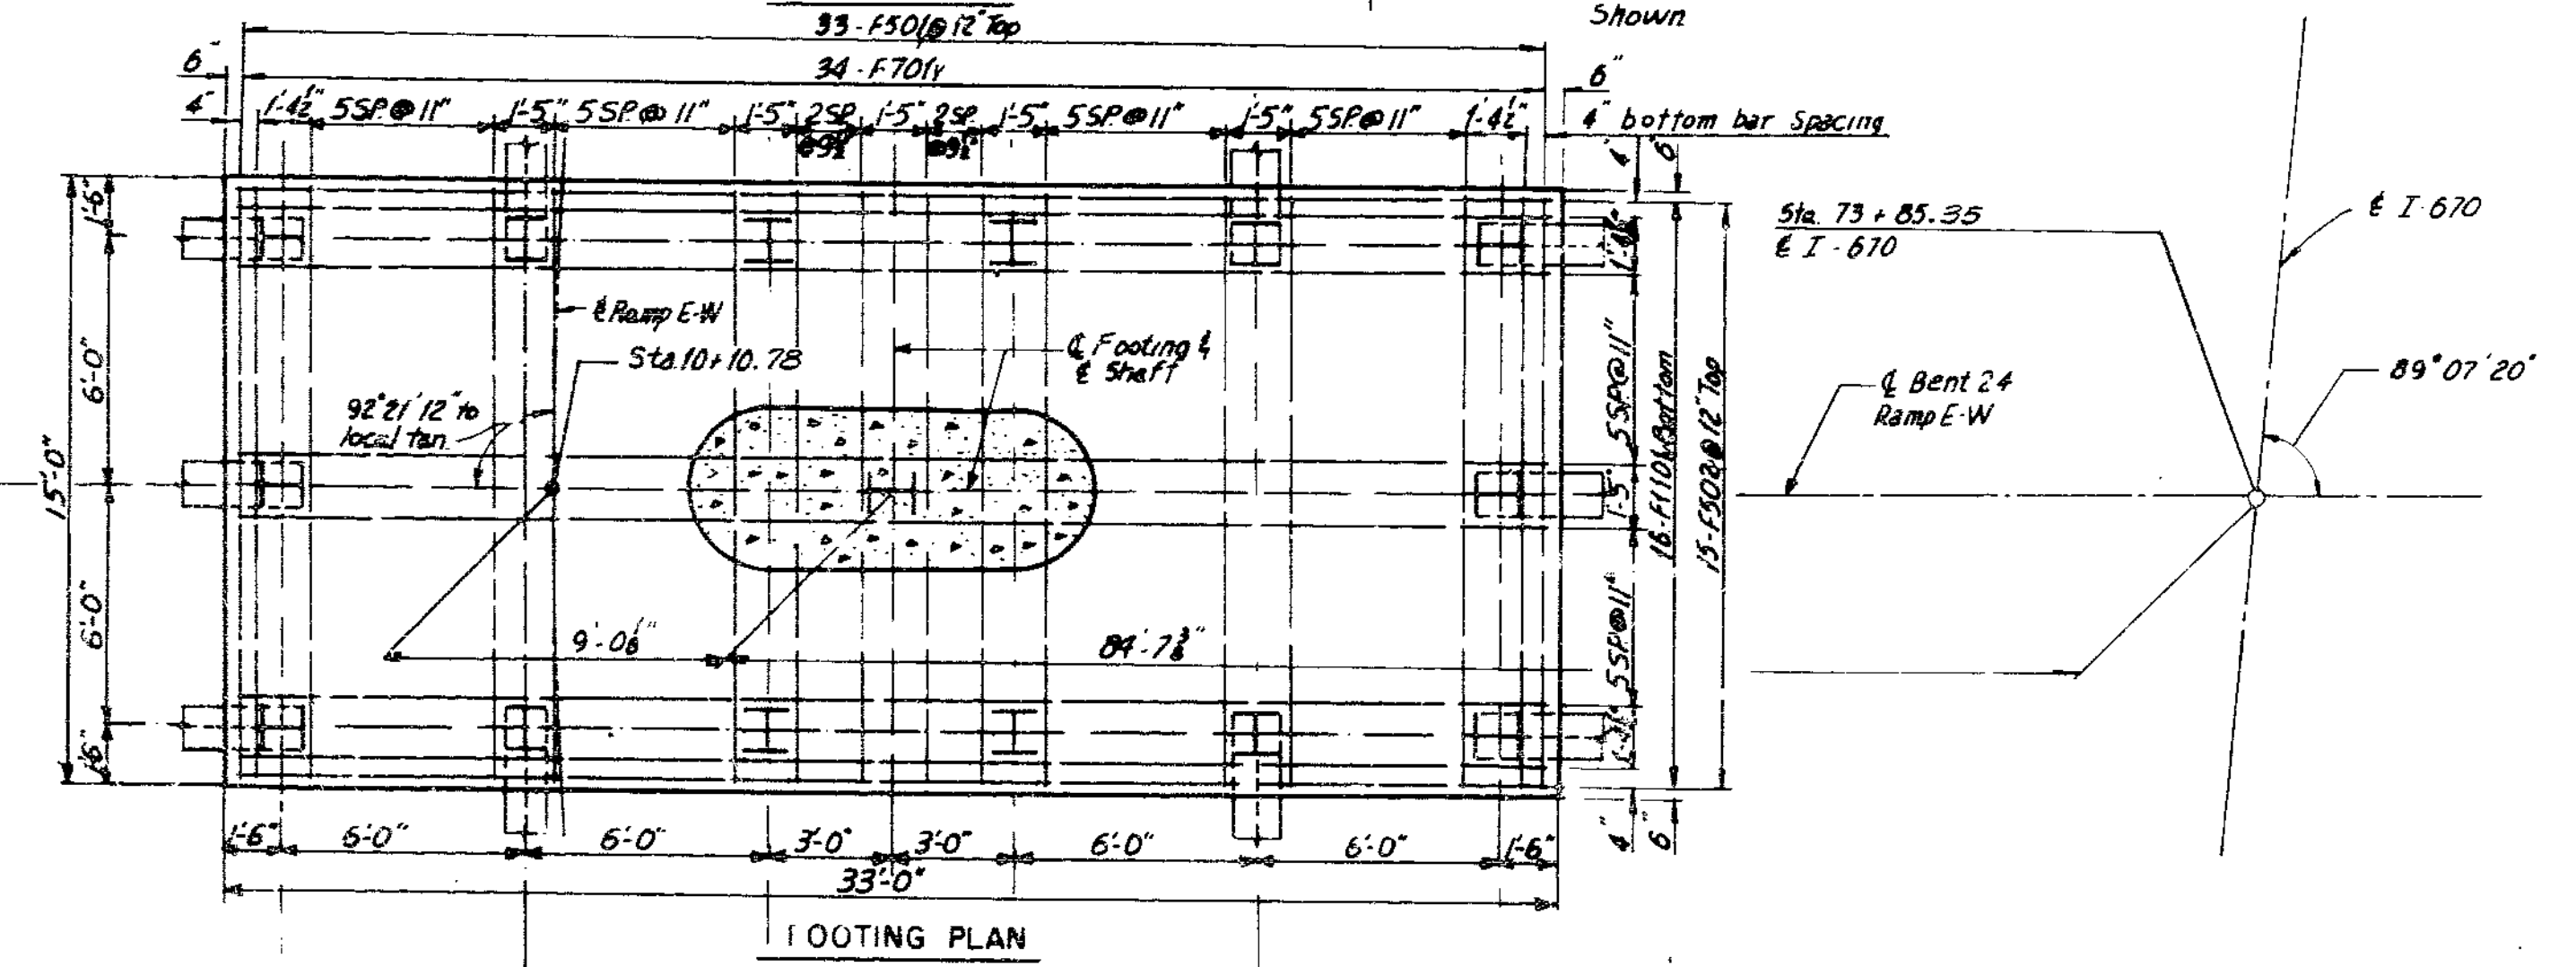 Shown
33-F501@12" Top
34-F701
6"
6"
4" 1'-4½" 5SP.@11" 1'-5" 5SP.@11" 1'-5" 2SP @9½" 1'-5" 2SP. @9½" 1'-5" 5SP@11" 1'-5" 5SP@11" 1'-4½" 4" bottom bar spacing
4" 6"
1'-6"
6'-0"
15'-0"
6'-0"
1'-6"
℄ Ramp E-W
Sta.10+10.78
92°21'12" to
local tan.
℄ Footing &
℄ Shaft
9'-0⅛"
84'-7⅜"
5SP@11"
1'-5"
5SP@11"
4" 6"
16-F1101 Bottom
15-F502@12" Top
Sta. 73+85.35
℄ I-670
℄ I-670
89°07'20"
℄ Bent 24
Ramp E-W
1'-6" 6'-0" 6'-0" 3'-0" 3'-0" 6'-0" 6'-0" 1'-6"
33'-0"
FOOTING PLAN